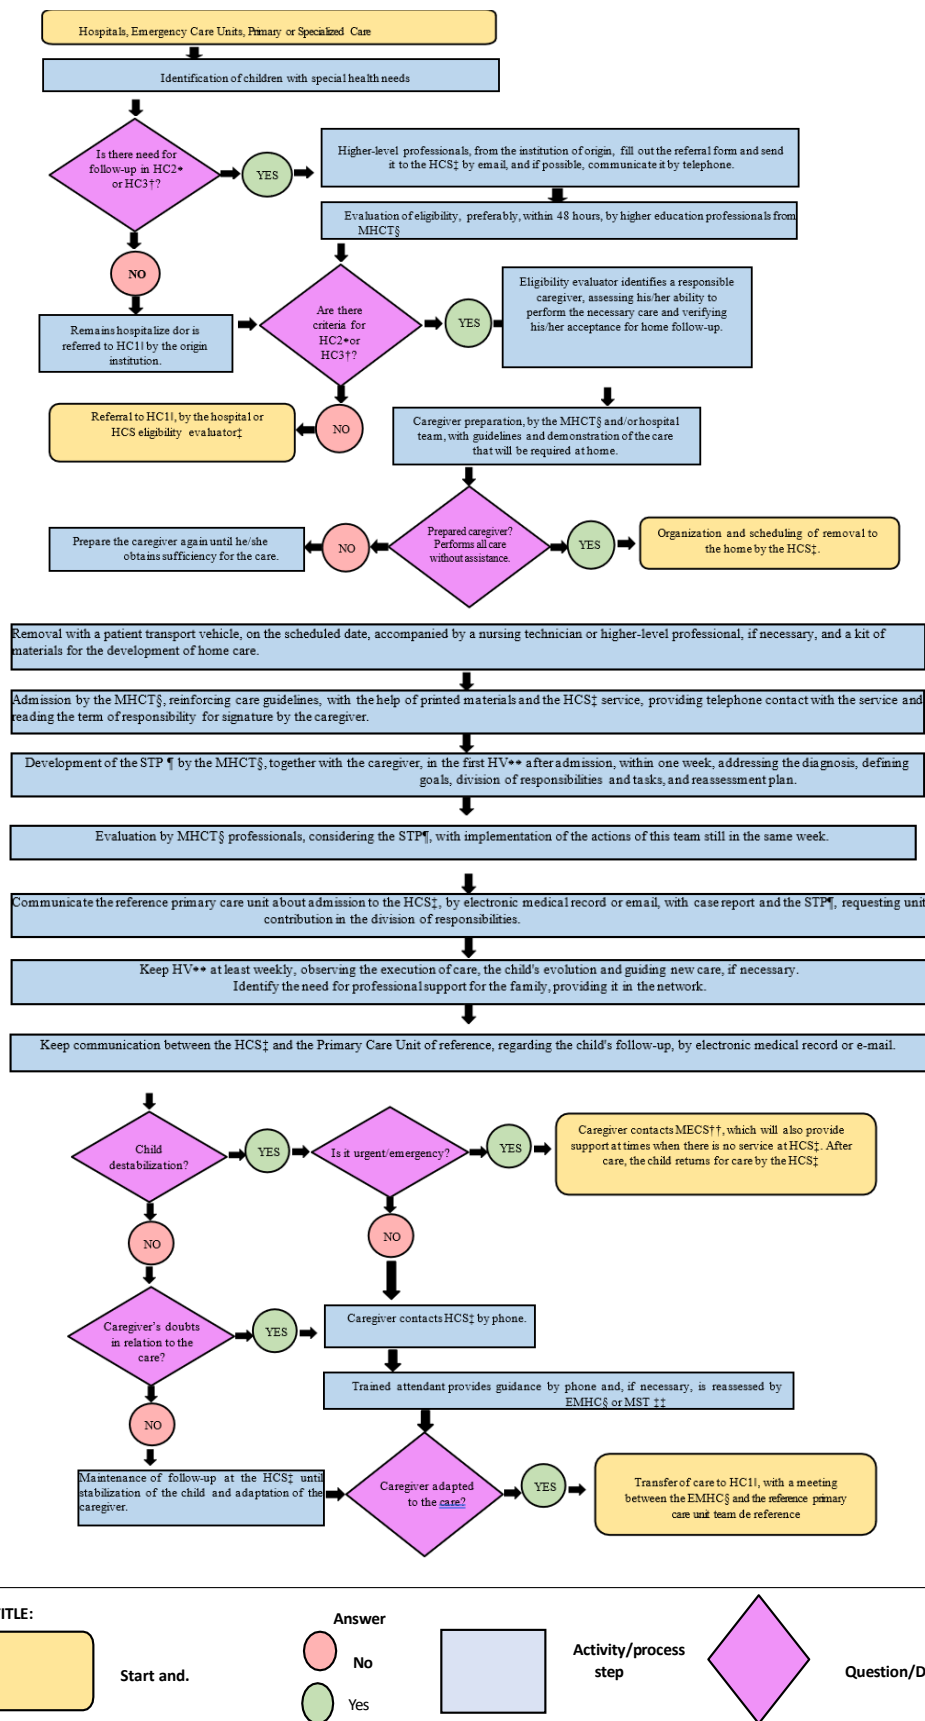 Hospitals, Emergency Care Units, Primary or Specialized Care
Identification of children with special health needs
Is there need for
follow-up in HC2*
or HC3†?
YES
Higher-level professionals, from the institution of origin, fill out the referral form and send
it to the HCS‡ by email, and if possible, communicate it by telephone.
Evaluation of eligibility, preferably, within 48 hours, by higher education professionals from
MHCT§
NO
Remains hospitalize dor is
referred to HC1ǀ by the origin
institution.
Are there
criteria for
HC2*or
HC3†?
YES
Eligibility evaluator identifies a responsible
caregiver, assessing his/her ability to
perform the necessary care and verifying
his/her acceptance for home follow-up.
Referral to HC1ǀ, by the hospital or
HCS eligibility evaluator‡
NO
Caregiver preparation, by the MHCT§ and/or hospital
team, with guidelines and demonstration of the care
that will be required at home.
Prepare the caregiver again until he/she
obtains sufficiency for the care.
NO
Prepared caregiver?
Performs all care
without assistance.
YES
Organization and scheduling of removal to
the home by the HCS‡.
Removal with a patient transport vehicle, on the scheduled date, accompanied by a nursing technician or higher-level professional, if necessary, and a kit of
materials for the development of home care.
Admission by the MHCT§, reinforcing care guidelines, with the help of printed materials and the HCS‡ service, providing telephone contact with the service and
reading the term of responsibility for signature by the caregiver.
Development of the STP ¶ by the MHCT§, together with the caregiver, in the first HV** after admission, within one week, addressing the diagnosis, defining
goals, division of responsibilities and tasks, and reassessment plan.
Evaluation by MHCT§ professionals, considering the STP¶, with implementation of the actions of this team still in the same week.
Communicate the reference primary care unit about admission to the HCS‡, by electronic medical record or email, with case report and the STP¶, requesting unit
contribution in the division of responsibilities.
Keep HV** at least weekly, observing the execution of care, the child's evolution and guiding new care, if necessary.
Identify the need for professional support for the family, providing it in the network.
Keep communication between the HCS‡ and the Primary Care Unit of reference, regarding the child's follow-up, by electronic medical record or e-mail.
Child
destabilization?
YES
Is it urgent/emergency?
YES
Caregiver contacts MECS††, which will also provide
support at times when there is no service at HCS‡. After
care, the child returns for care by the HCS‡
NO
NO
Caregiver's doubts
in relation to the
care?
YES
Caregiver contacts HCS‡ by phone.
Trained attendant provides guidance by phone and, if necessary, is reassessed by
EMHC§ or MST ‡‡
NO
Maintenance of follow-up at the HCS‡ until
stabilization of the child and adaptation of the
caregiver.
Caregiver adapted
to the care?
YES
Transfer of care to HC1ǀ, with a meeting
between the EMHC§ and the reference primary
care unit team de reference
TITLE:
Start and.
Answer
No
Yes
Activity/process
step
Question/D